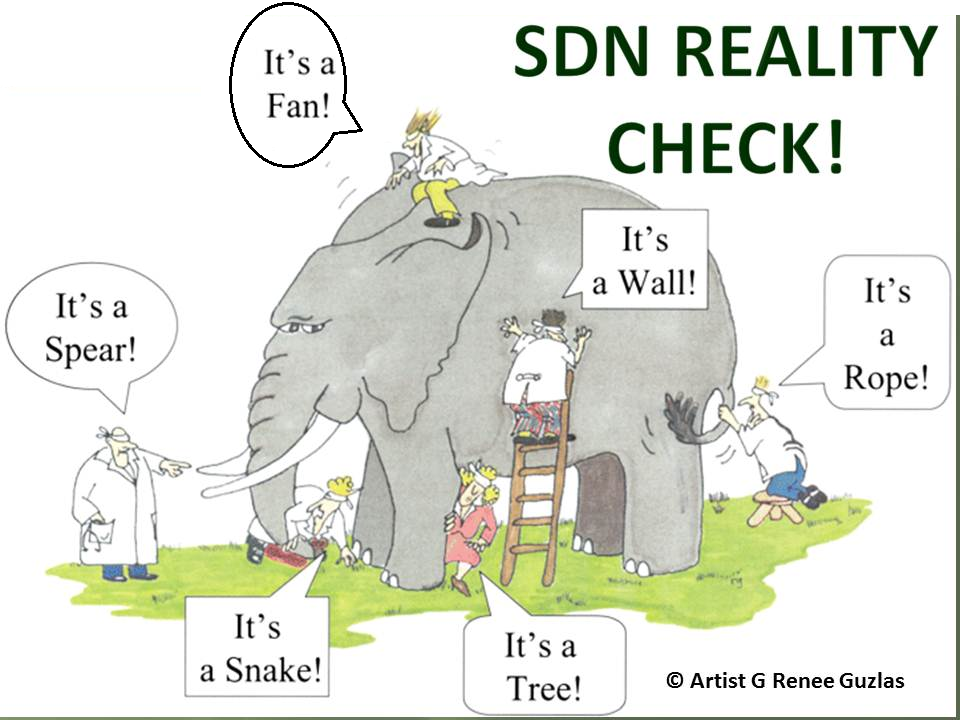 SDN REALITY
CHECK!
It's a
Fan!
It's
a Wall!
It's a
Spear!
It's
a
Rope!
It's
a Snake!
It's a
Tree!
© Artist G Renee Guzlas